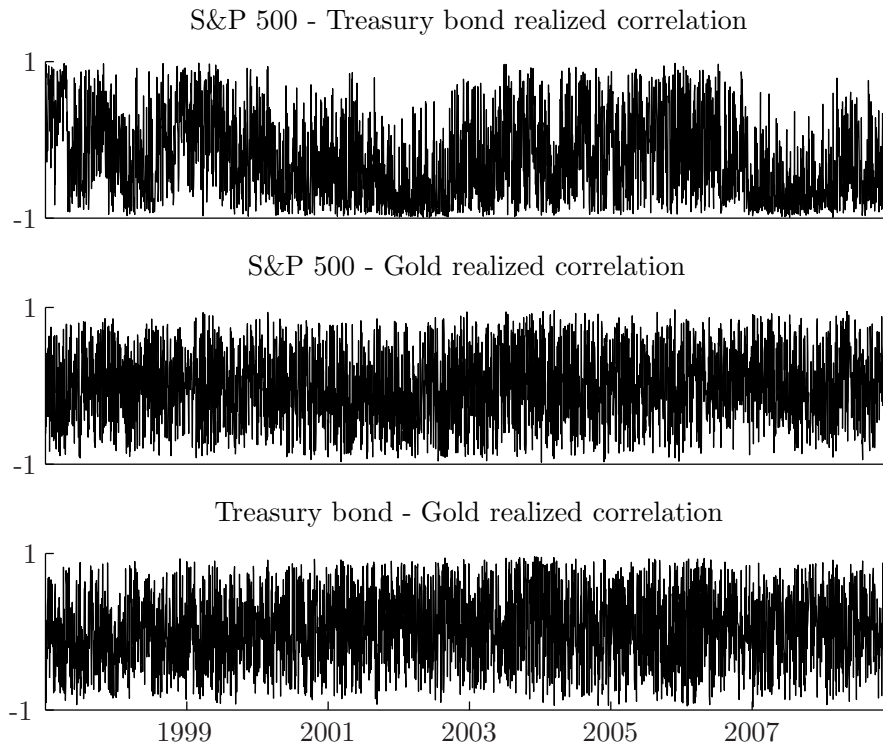 S&P 500 - Treasury bond realized correlation
1
-1
S&P 500 - Gold realized correlation
1
-1
Treasury bond - Gold realized correlation
1
-1
1999 2001 2003 2005 2007